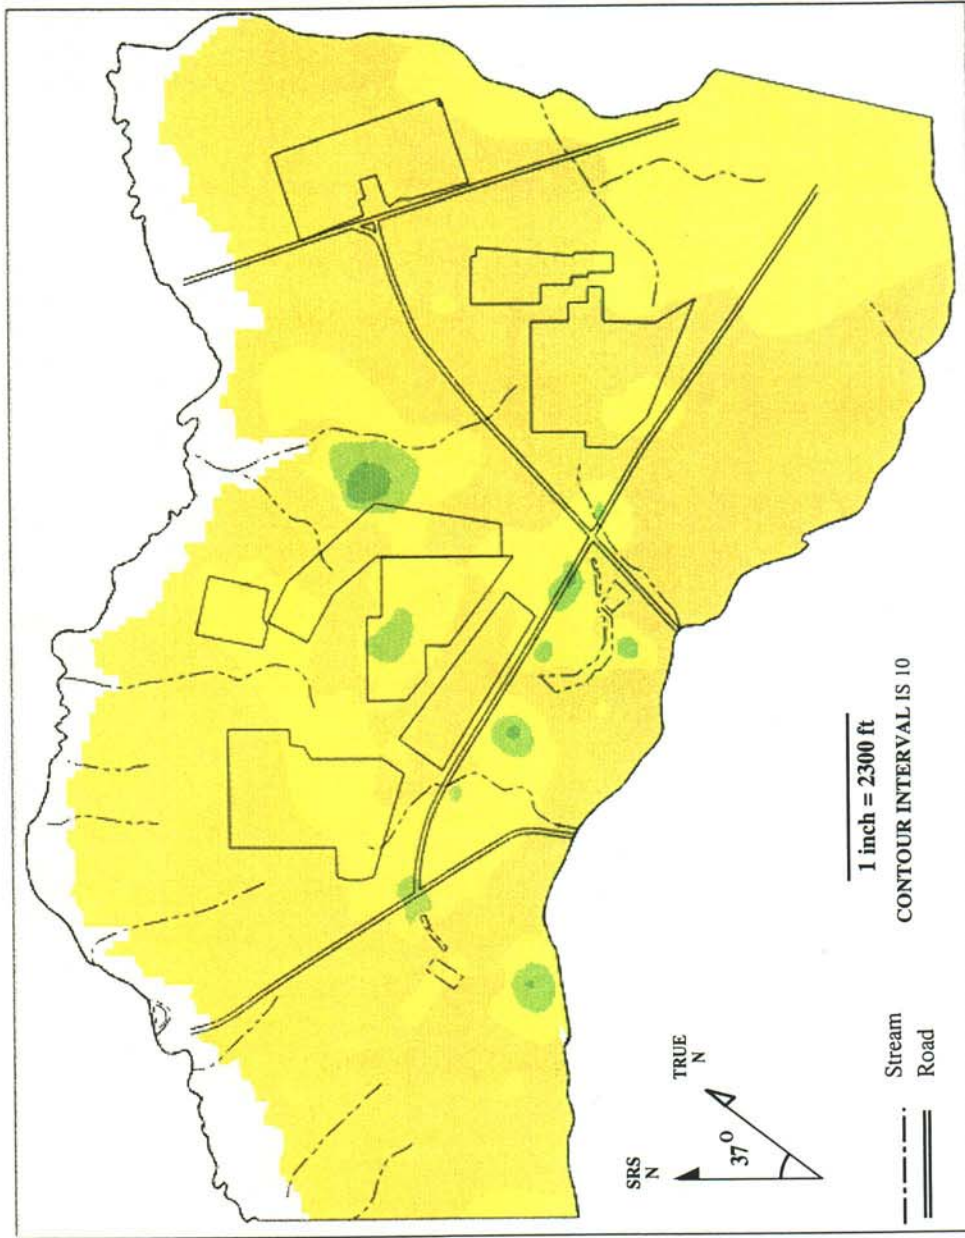 1 inch = 2300 ft
CONTOUR INTERVAL IS 10
SRS
N
TRUE
N
37°
Stream
Road